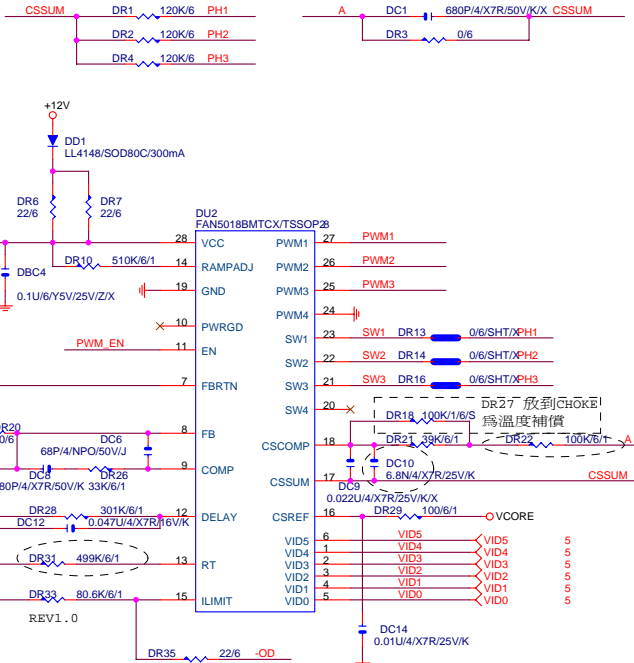 CSSUM DR1 120K/6 PH1
DR2 120K/6 PH2
DR4 120K/6 PH3
A DC1 680P/4/X7R/50V/K/X CSSUM
DR3 0/6
+12V
DD1
LL4148/SOD80C/300mA
DR6
22/6
DR7
22/6
DBC4
0.1U/6/Y5V/25V/Z/X
DR10 510K/6/1
DU2
FAN5018BMTCX/TSSOP28
28 VCC
14 RAMPADJ
19 GND
10 PWRGD
PWM_EN 11 EN
7 FBRTN
8 FB
9 COMP
12 DELAY
13 RT
15 ILIMIT
PWM1 27 PWM1
PWM2 26 PWM2
PWM3 25 PWM3
PWM4 24
SW1 23 SW1 DR13 0/6/SHT/X PH1
SW2 22 SW2 DR14 0/6/SHT/X PH2
SW3 21 SW3 DR16 0/6/SHT/X PH3
SW4 20
CSCOMP 18
CSSUM 17 CSSUM
CSREF 16
VID5 6 VID5 VID5 5
VID4 1 VID4 VID4 5
VID3 2 VID3 VID3 5
VID2 3 VID2 VID2 5
VID1 4 VID1 VID1 5
VID0 5 VID0 VID0 5
DR27 放到CHOKE
爲溫度補償
DR18 100K/1/6/S
DR21 39K/6/1
DR22 100K/6/1 A
DC10
6.8N/4/X7R/25V/K
DC9
0.022U/4/X7R/25V/K/X
DR29 100/6/1 VCORE
DC14
0.01U/4/X7R/25V/K
DR20
0/6
DC6
68P/4/NPO/50V/J
DC8 DR26
80P/4/X7R/50V/K 33K/6/1
DR28 301K/6/1
DC12 0.047U/4/X7R/16V/K
DR31 499K/6/1
DR33 80.6K/6/1
REV1.0
DR35 22/6 -OD